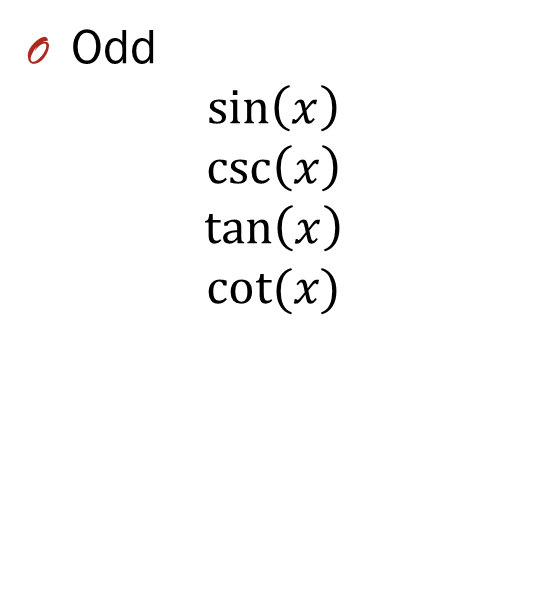 Odd
sin(x)
csc(x)
tan(x)
cot(x)